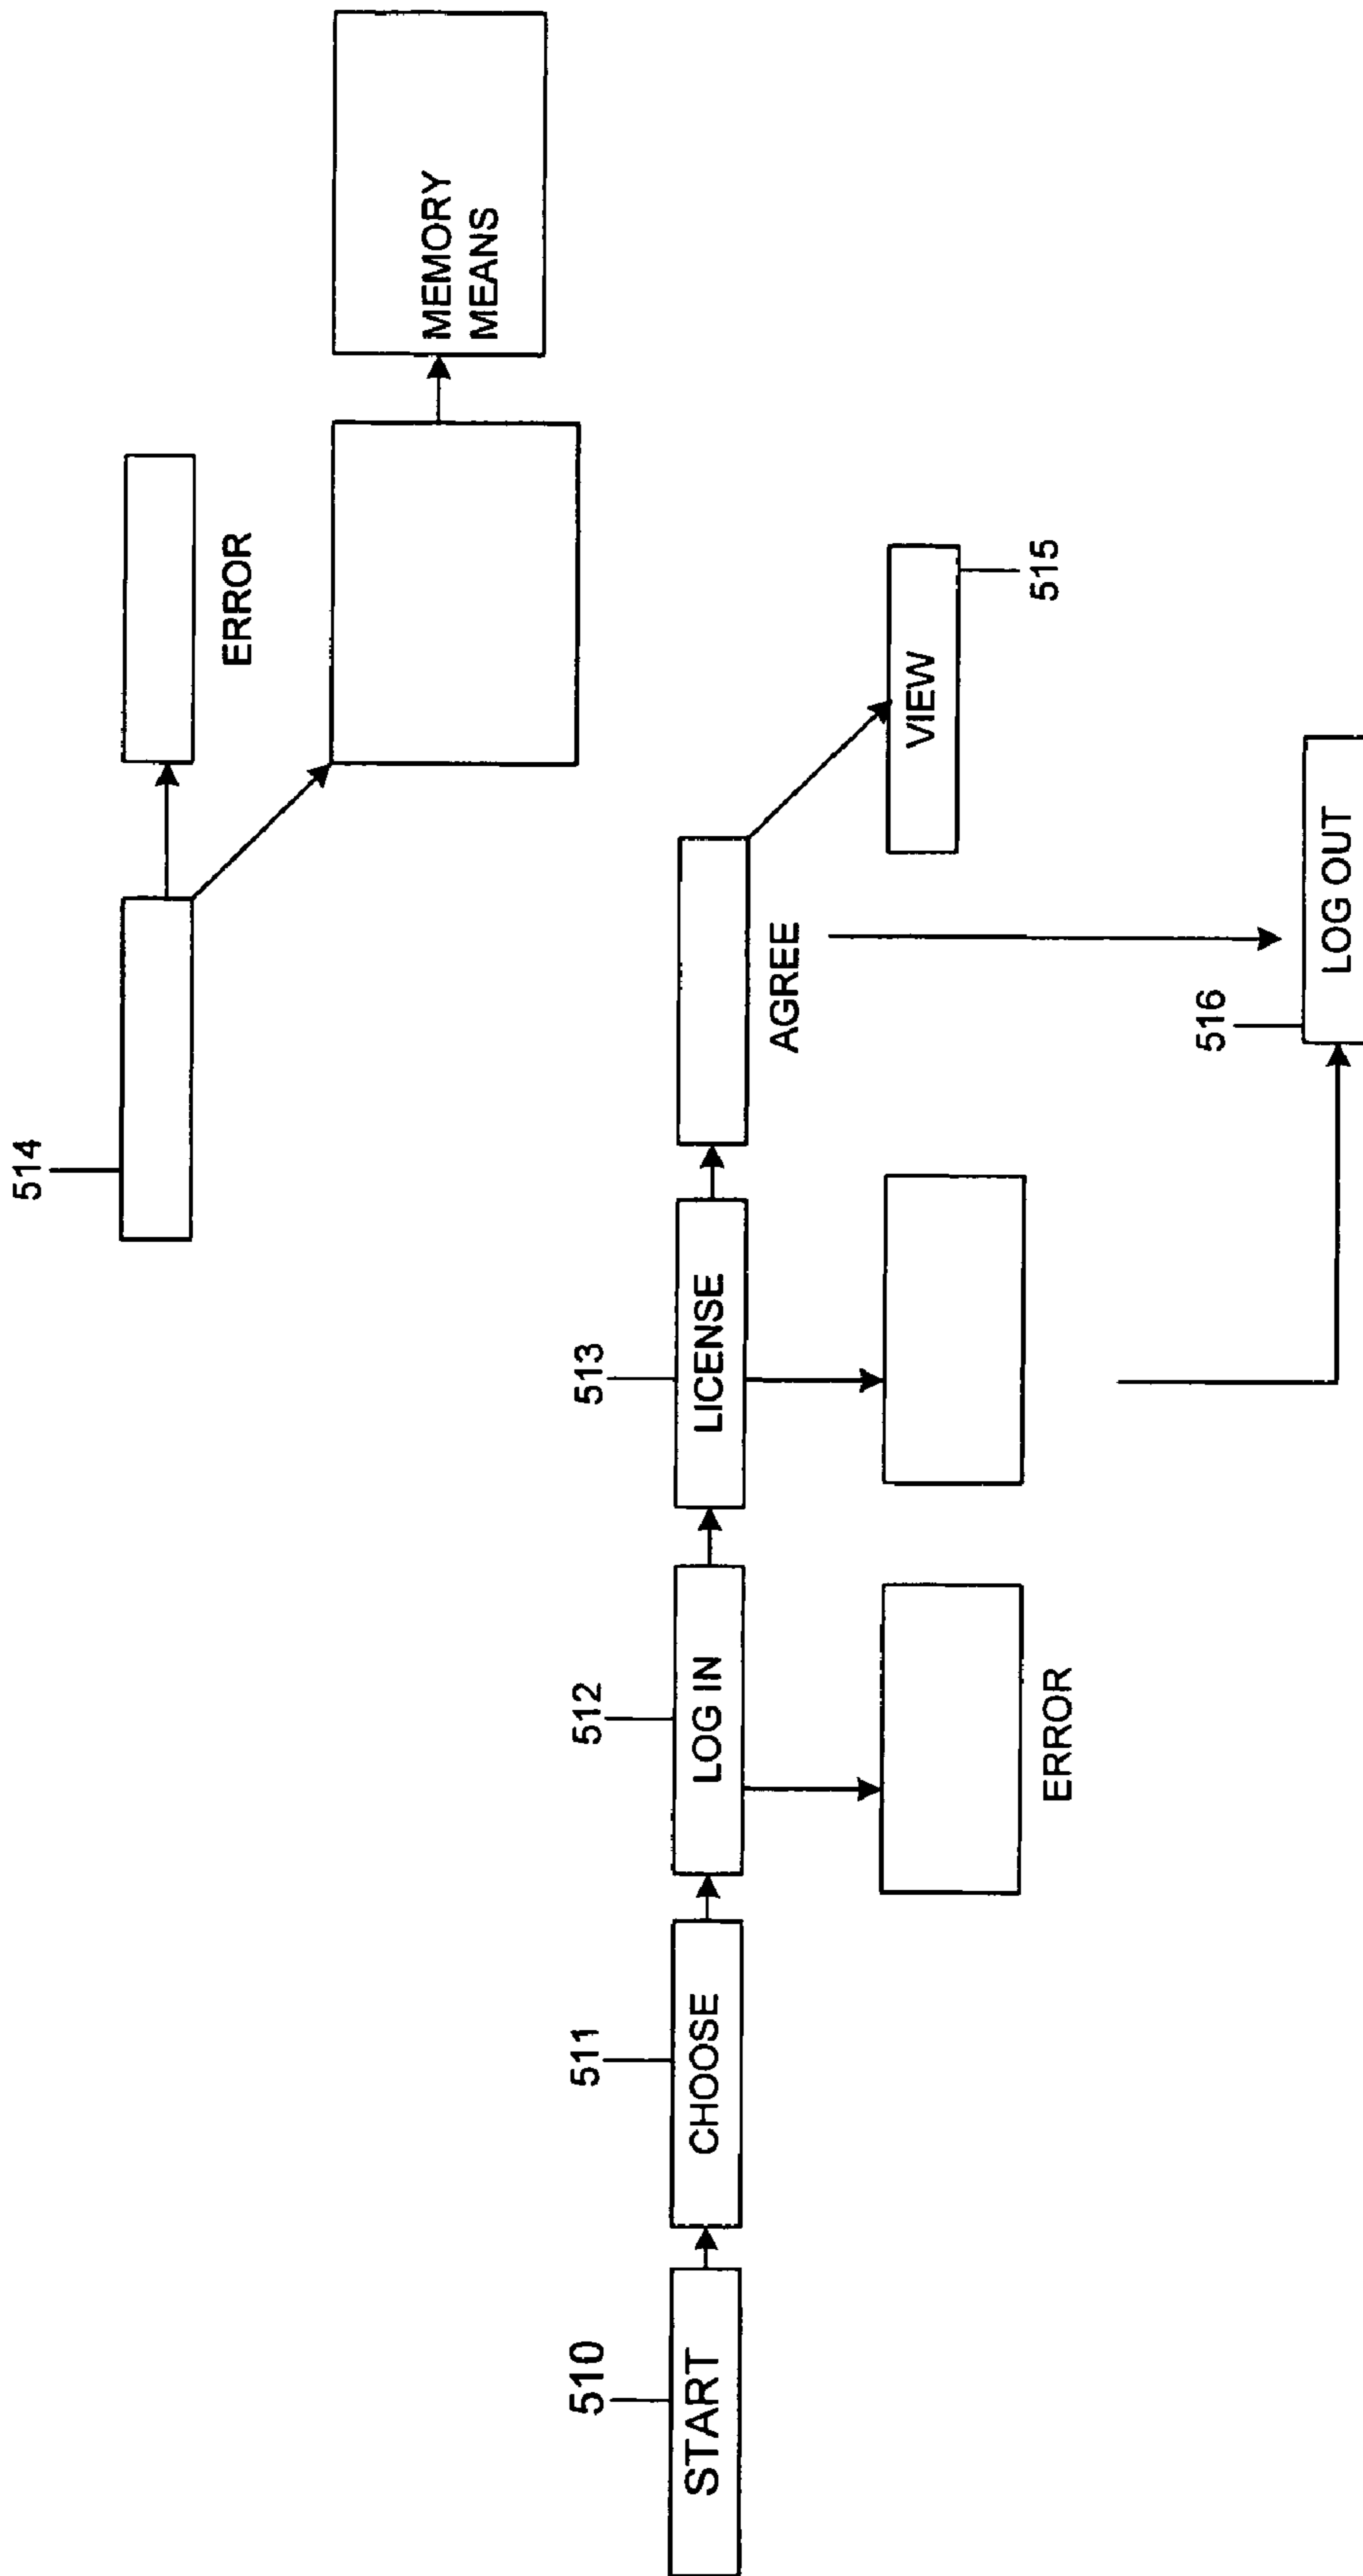 514
ERROR
MEMORY
MEANS
510
START
511
CHOOSE
512
LOG IN
513
LICENSE
AGREE
VIEW
515
ERROR
516
LOG OUT